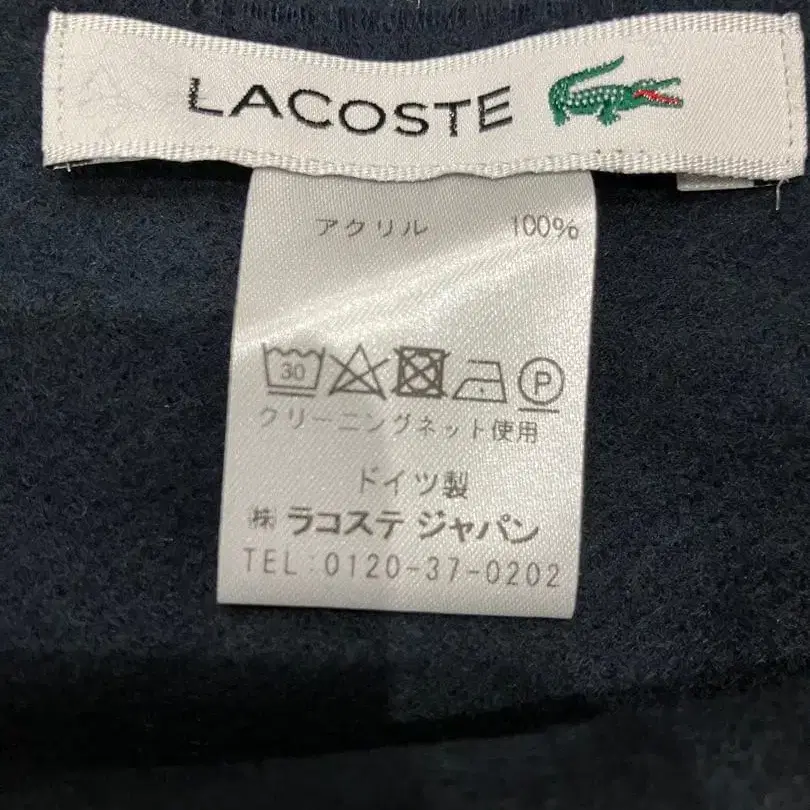 LACOSTE
アクリル 100%
30 P
クリーニングネット使用
ドイツ製
㈱ ラコステ ジャパン
TEL:0120-37-0202